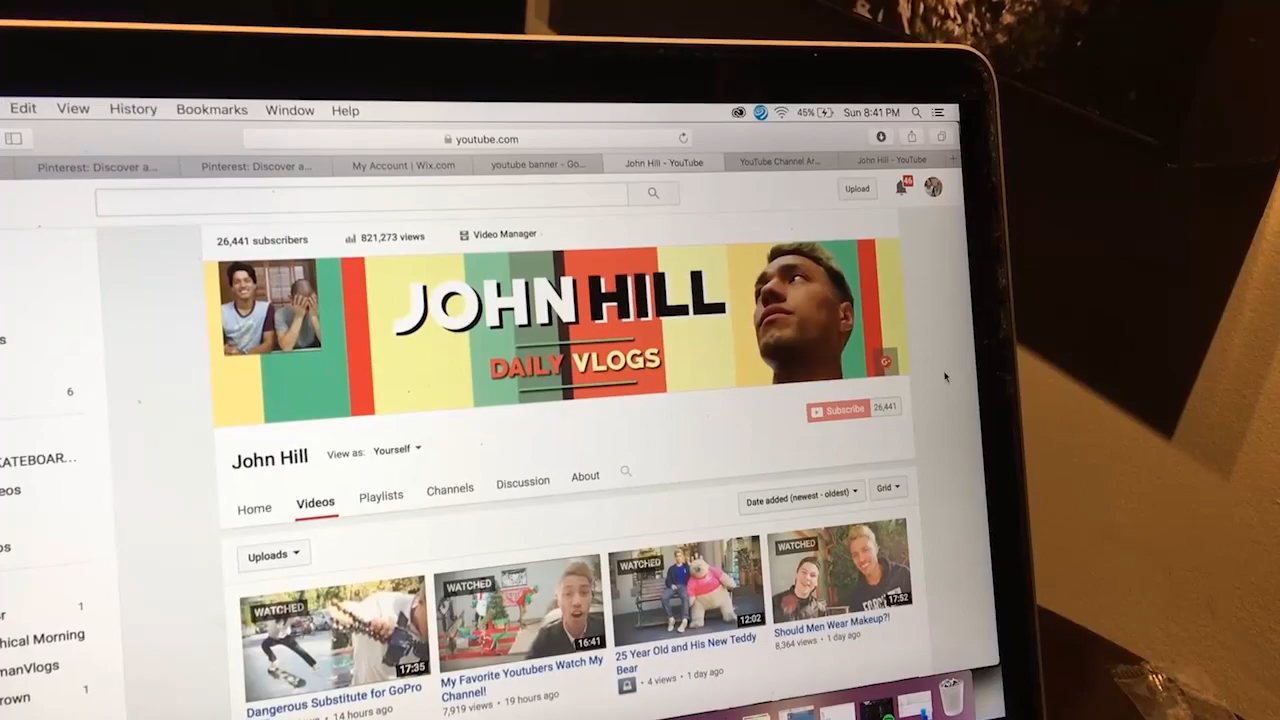 Edit View History Bookmarks Window Help 45% Sun 8:41 PM
youtube.com
Pinterest: Discover a... Pinterest: Discover a... My Account | Wix.com youtube banner - Go... John Hill - YouTube YouTube Channel Ar... John Hill - YouTube
Upload 46
26,441 subscribers 821,273 views Video Manager
JOHN HILL
DAILY VLOGS
G+
Subscribe 26,441
John Hill View as: Yourself
Home Videos Playlists Channels Discussion About
Date added (newest - oldest) Grid
Uploads
WATCHED 17:35
Dangerous Substitute for GoPro
14 hours ago
WATCHED 16:41
My Favorite Youtubers Watch My
Channel!
7,919 views • 19 hours ago
WATCHED 12:02
25 Year Old and His New Teddy
Bear
4 views • 1 day ago
WATCHED 17:52
Should Men Wear Makeup?!
8,364 views • 1 day ago
6
KATEBOAR...
1
hical Morning
manVlogs
1